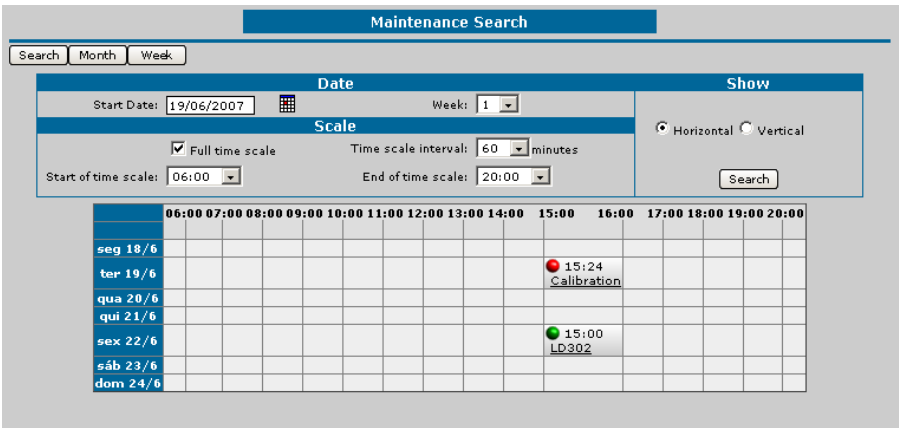 Maintenance Search
Search Month Week
Date Show
Start Date: 19/06/2007 Week: 1
Scale
Horizontal Vertical
Full time scale Time scale interval: 60 minutes
Start of time scale: 06:00 End of time scale: 20:00
Search
06:00 07:00 08:00 09:00 10:00 11:00 12:00 13:00 14:00 15:00 16:00 17:00 18:00 19:00 20:00
seg 18/6
ter 19/6 15:24
Calibration
qua 20/6
qui 21/6
sex 22/6 15:00
LD302
sáb 23/6
dom 24/6